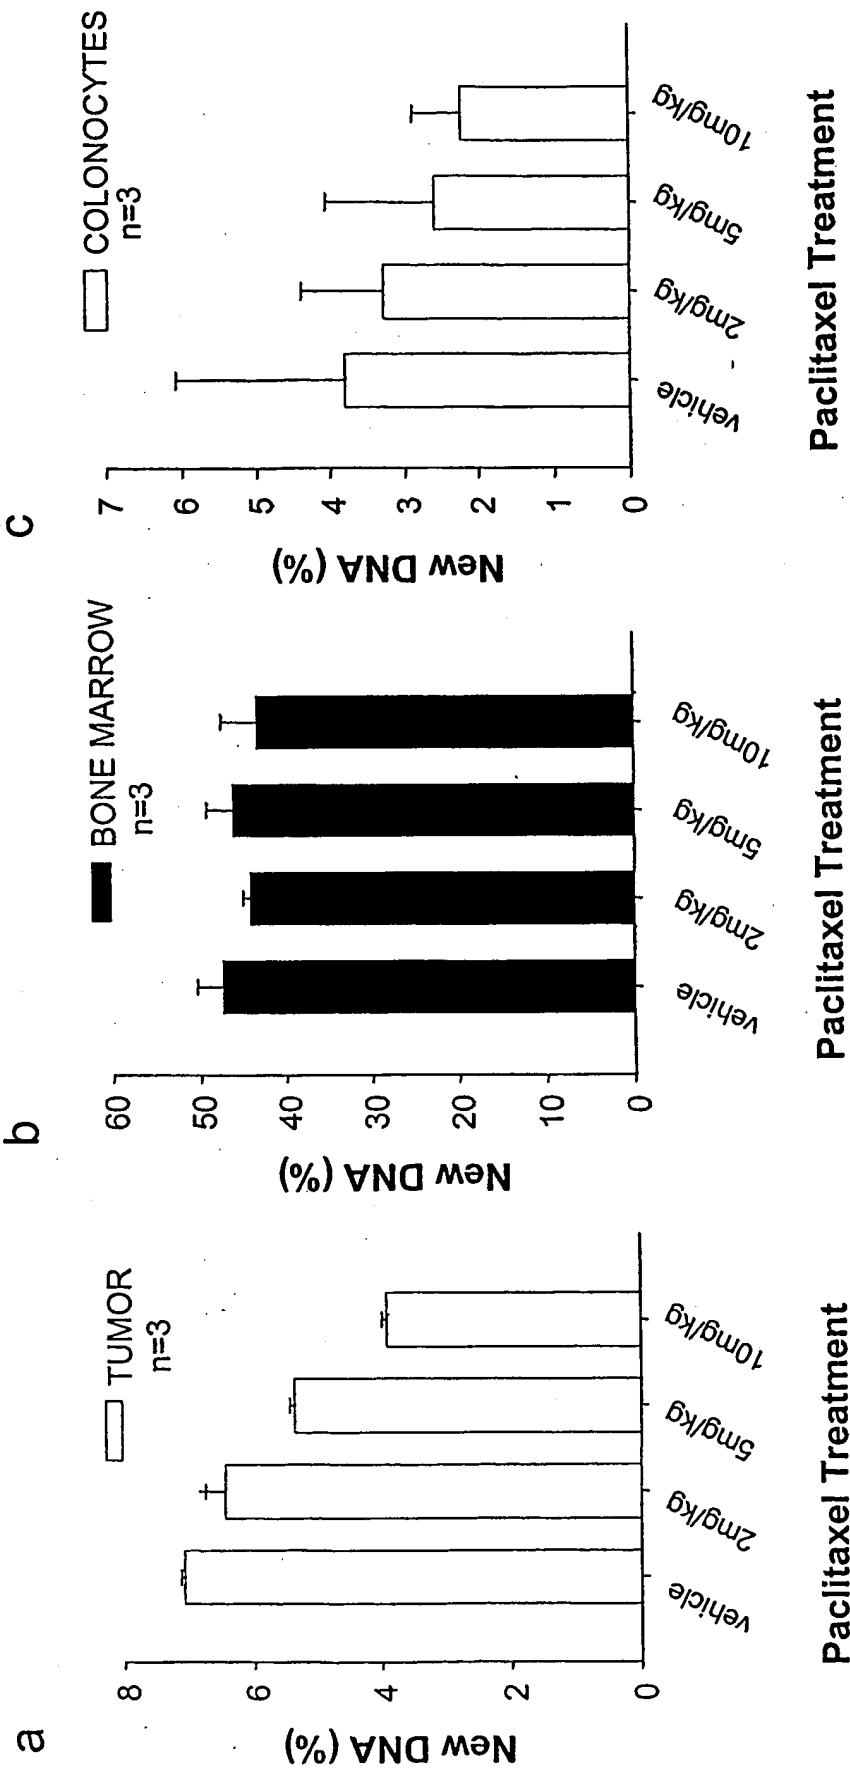 a
TUMOR
n=3
New DNA (%)
8
6
4
2
0
vehicle
2mg/kg
5mg/kg
10mg/kg
Paclitaxel Treatment
b
BONE MARROW
n=3
New DNA (%)
60
50
40
30
20
10
0
vehicle
2mg/kg
5mg/kg
10mg/kg
Paclitaxel Treatment
c
COLONOCYTES
n=3
New DNA (%)
7
6
5
4
3
2
1
0
vehicle
2mg/kg
5mg/kg
10mg/kg
Paclitaxel Treatment